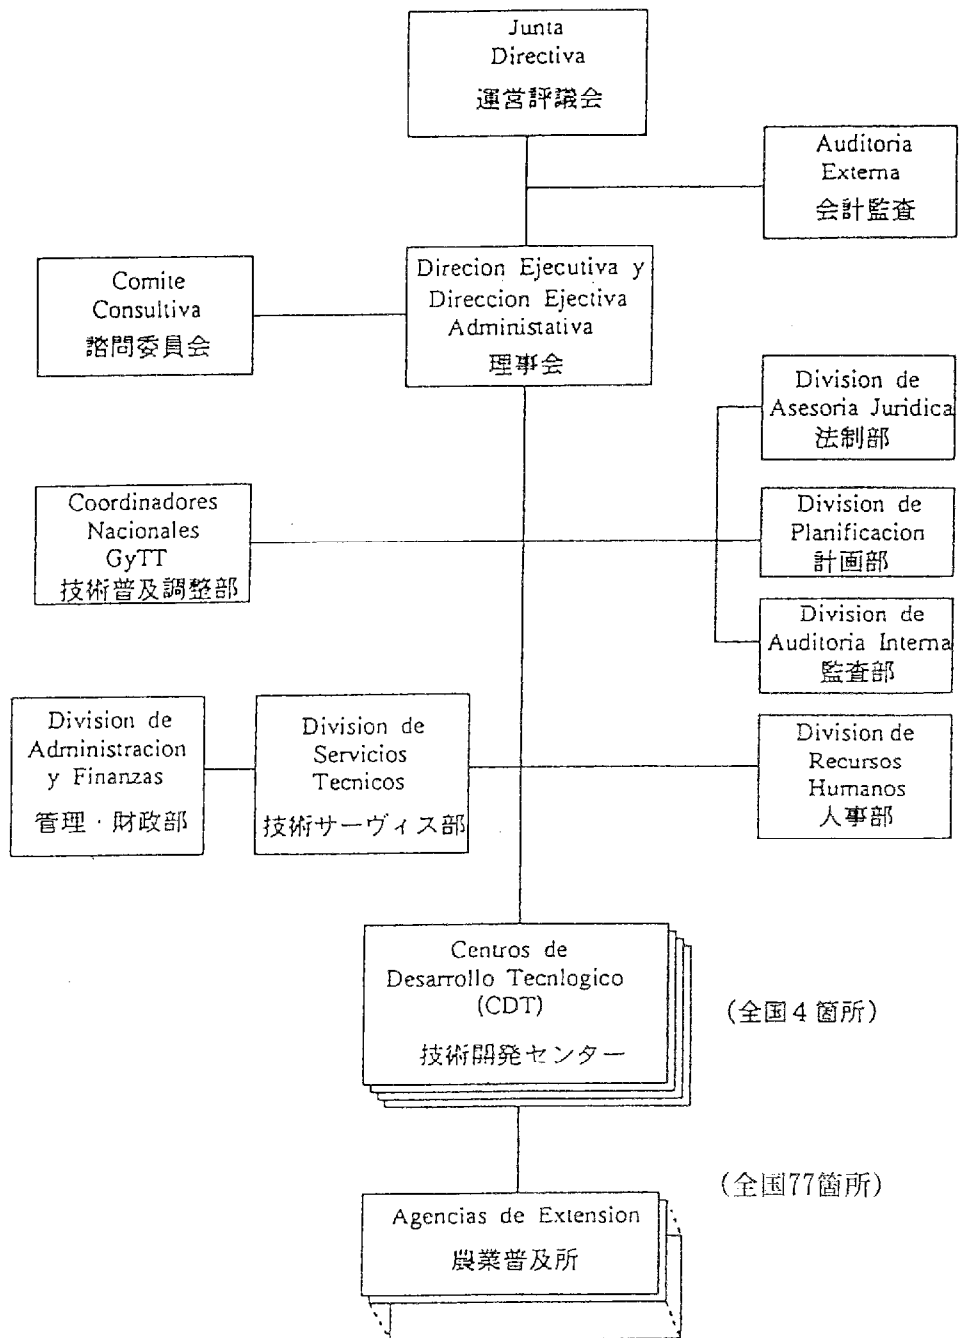 Junta
Directiva
運営評議会
Auditoria
Externa
会計監査
Direcion Ejecutiva y
Direccion Ejectiva
Administativa
理事会
Comite
Consultiva
諮問委員会
Division de
Asesoria Juridica
法制部
Coordinadores
Nacionales
GyTT
技術普及調整部
Division de
Planificacion
計画部
Division de
Auditoria Interna
監査部
Division de
Administracion
y Finanzas
管理・財政部
Division de
Servicios
Tecnicos
技術サーヴィス部
Division de
Recursos
Humanos
人事部
Centros de
Desarrollo Tecnlogico
(CDT)
技術開発センター
(全国4箇所)
(全国77箇所)
Agencias de Extension
農業普及所